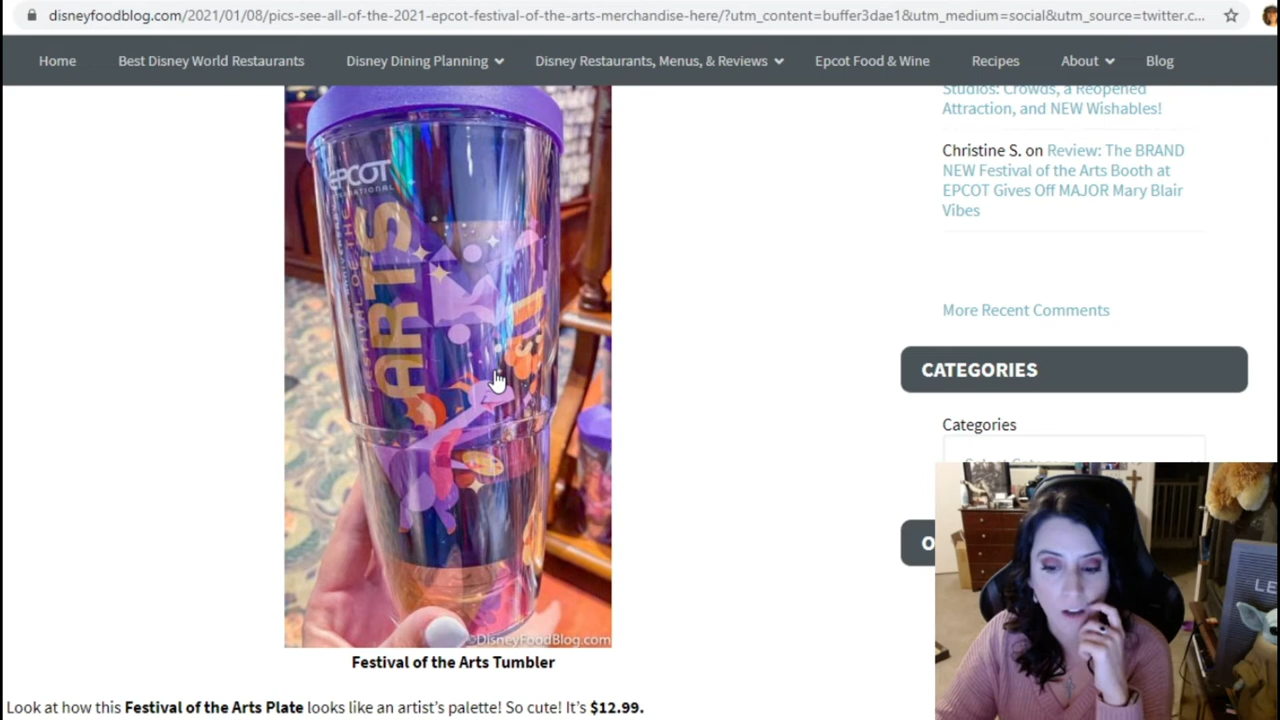 disneyfoodblog.com/2021/01/08/pics-see-all-of-the-2021-epcot-festival-of-the-arts-merchandise-here/?utm_content=buffer3dae1&utm_medium=social&utm_source=twitter.c...
Home Best Disney World Restaurants Disney Dining Planning Disney Restaurants, Menus, & Reviews Epcot Food & Wine Recipes About Blog
Studios: Crowds, a Reopened
Attraction, and NEW Wishables!
Christine S. on Review: The BRAND
NEW Festival of the Arts Booth at
EPCOT Gives Off MAJOR Mary Blair
Vibes
More Recent Comments
CATEGORIES
Categories
EPCOT
INTERNATIONAL
FESTIVAL OF THE
ARTS
©DisneyFoodBlog.com
Festival of the Arts Tumbler
Look at how this Festival of the Arts Plate looks like an artist's palette! So cute! It's $12.99.
LE